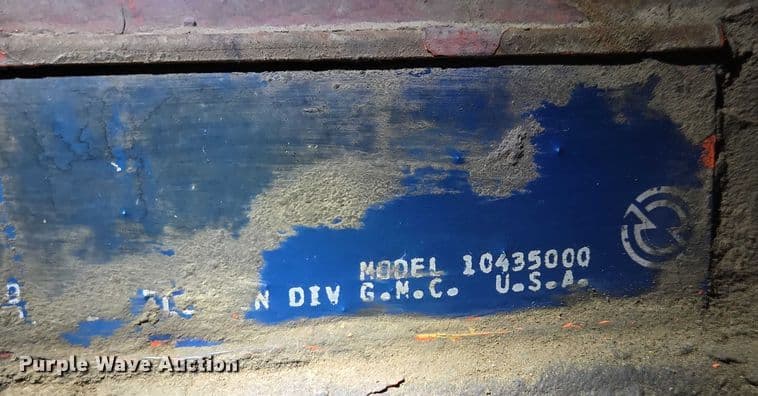 MODEL 10435000
N DIV G.M.C. U.S.A.
Purple Wave Auction